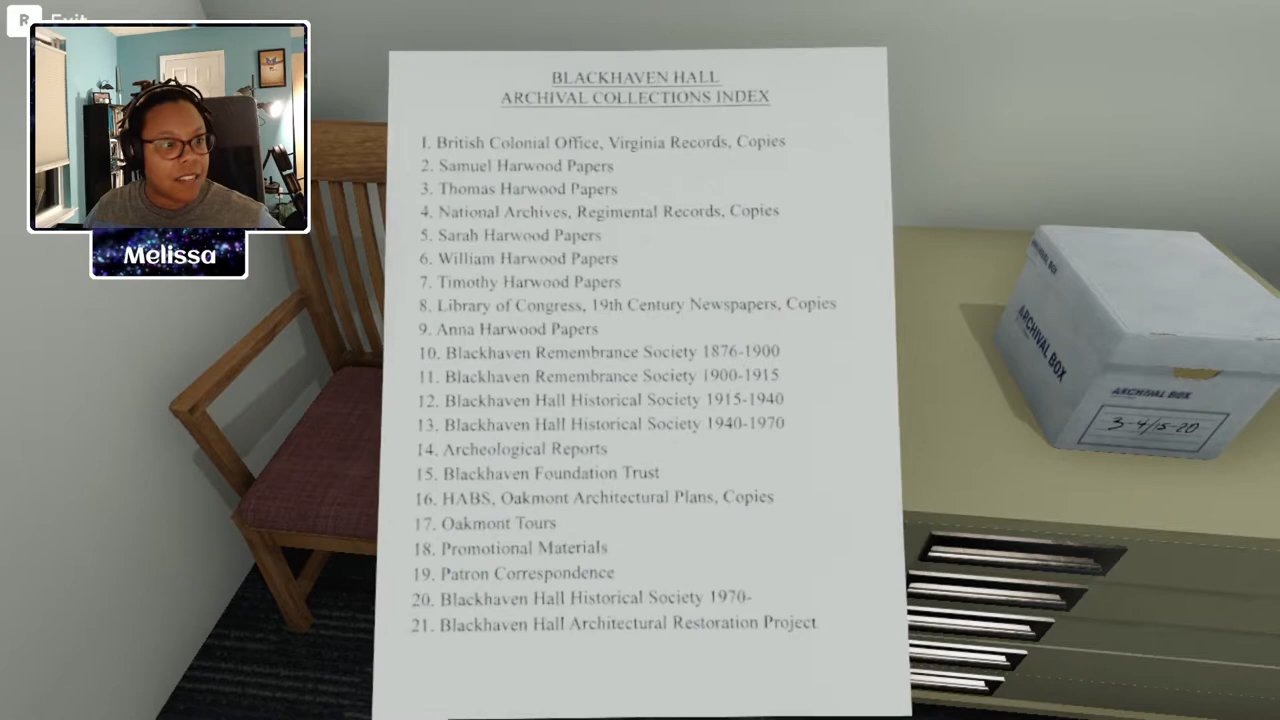 R Exit
Melissa
BLACKHAVEN HALL
ARCHIVAL COLLECTIONS INDEX
1. British Colonial Office, Virginia Records, Copies
2. Samuel Harwood Papers
3. Thomas Harwood Papers
4. National Archives, Regimental Records, Copies
5. Sarah Harwood Papers
6. William Harwood Papers
7. Timothy Harwood Papers
8. Library of Congress, 19th Century Newspapers, Copies
9. Anna Harwood Papers
10. Blackhaven Remembrance Society 1876-1900
11. Blackhaven Remembrance Society 1900-1915
12. Blackhaven Hall Historical Society 1915-1940
13. Blackhaven Hall Historical Society 1940-1970
14. Archeological Reports
15. Blackhaven Foundation Trust
16. HABS, Oakmont Architectural Plans, Copies
17. Oakmont Tours
18. Promotional Materials
19. Patron Correspondence
20. Blackhaven Hall Historical Society 1970-
21. Blackhaven Hall Architectural Restoration Project
ARCHIVAL BOX
ARCHIVAL BOX
ARCHIVAL BOX
3-4/15-20